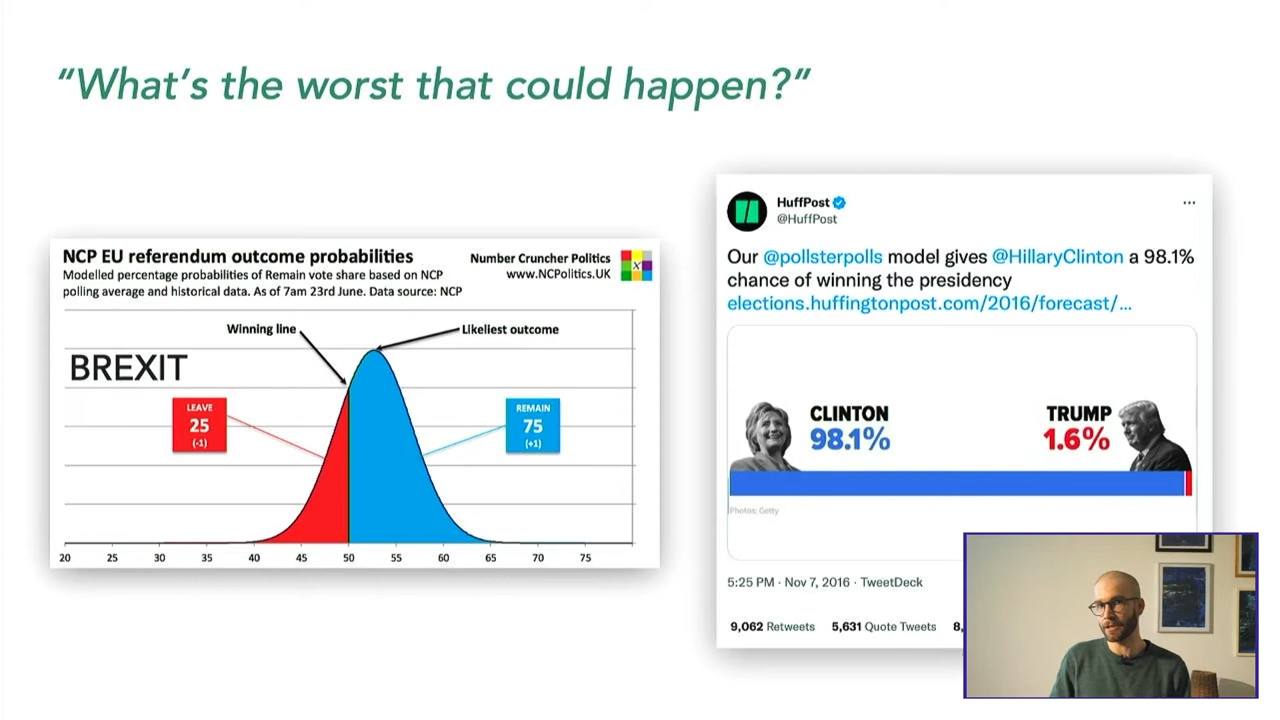 “What’s the worst that could happen?”
NCP EU referendum outcome probabilities
Modelled percentage probabilities of Remain vote share based on NCP
polling average and historical data. As of 7am 23rd June. Data source: NCP
Number Cruncher Politics
www.NCPolitics.UK
X
Winning line
Likeliest outcome
BREXIT
LEAVE
25
(-1)
REMAIN
75
(+1)
20 25 30 35 40 45 50 55 60 65 70 75
HuffPost
@HuffPost
Our @pollsterpolls model gives @HillaryClinton a 98.1%
chance of winning the presidency
elections.huffingtonpost.com/2016/forecast/…
CLINTON
98.1%
TRUMP
1.6%
Photos: Getty
5:25 PM · Nov 7, 2016 · TweetDeck
9,062 Retweets 5,631 Quote Tweets 8,